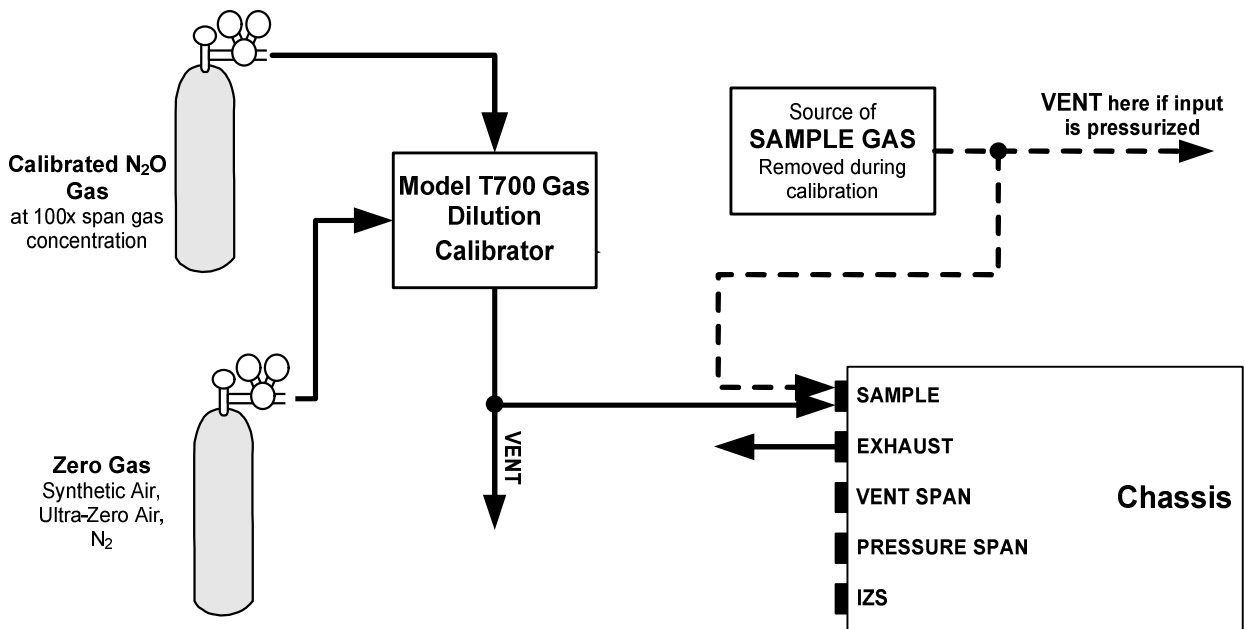 Calibrated N₂O
Gas
at 100x span gas
concentration
Model T700 Gas
Dilution
Calibrator
Source of
SAMPLE GAS
Removed during
calibration
VENT here if input
is pressurized
Zero Gas
Synthetic Air,
Ultra-Zero Air,
N₂
VENT
SAMPLE
EXHAUST
VENT SPAN
PRESSURE SPAN
IZS
Chassis